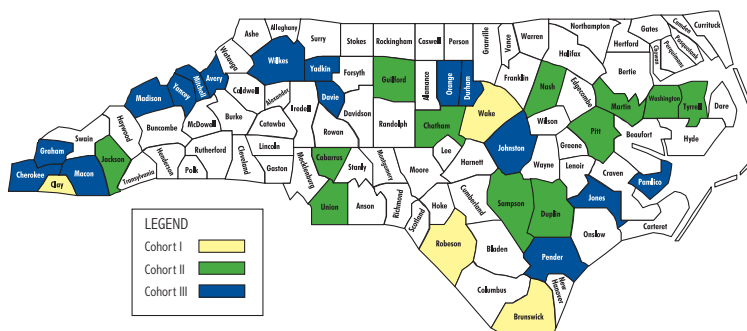 Ashe
Alleghany
Surry
Stokes
Rockingham
Caswell
Person
Granville
Vance
Warren
Northampton
Gates
Camden
Currituck
Pasquotank
Perquimans
Chowan
Hertford
Halifax
Bertie
Watauga
Wilkes
Yadkin
Forsyth
Guilford
Alamance
Orange
Durham
Franklin
Nash
Edgecombe
Martin
Washington
Tyrrell
Dare
Madison
Yancey
Mitchell
Avery
Caldwell
Alexander
Iredell
Davie
Davidson
Randolph
Chatham
Wake
Wilson
Pitt
Beaufort
Hyde
Haywood
Buncombe
McDowell
Burke
Catawba
Rowan
Swain
Graham
Jackson
Cherokee
Clay
Macon
Transylvania
Henderson
Polk
Rutherford
Cleveland
Lincoln
Gaston
Mecklenburg
Cabarrus
Stanly
Montgomery
Moore
Lee
Harnett
Johnston
Wayne
Greene
Lenoir
Craven
Pamlico
Union
Anson
Richmond
Scotland
Hoke
Cumberland
Sampson
Duplin
Jones
Onslow
Carteret
Robeson
Bladen
Pender
Columbus
New
Hanover
Brunswick
LEGEND
Cohort I
Cohort II
Cohort III